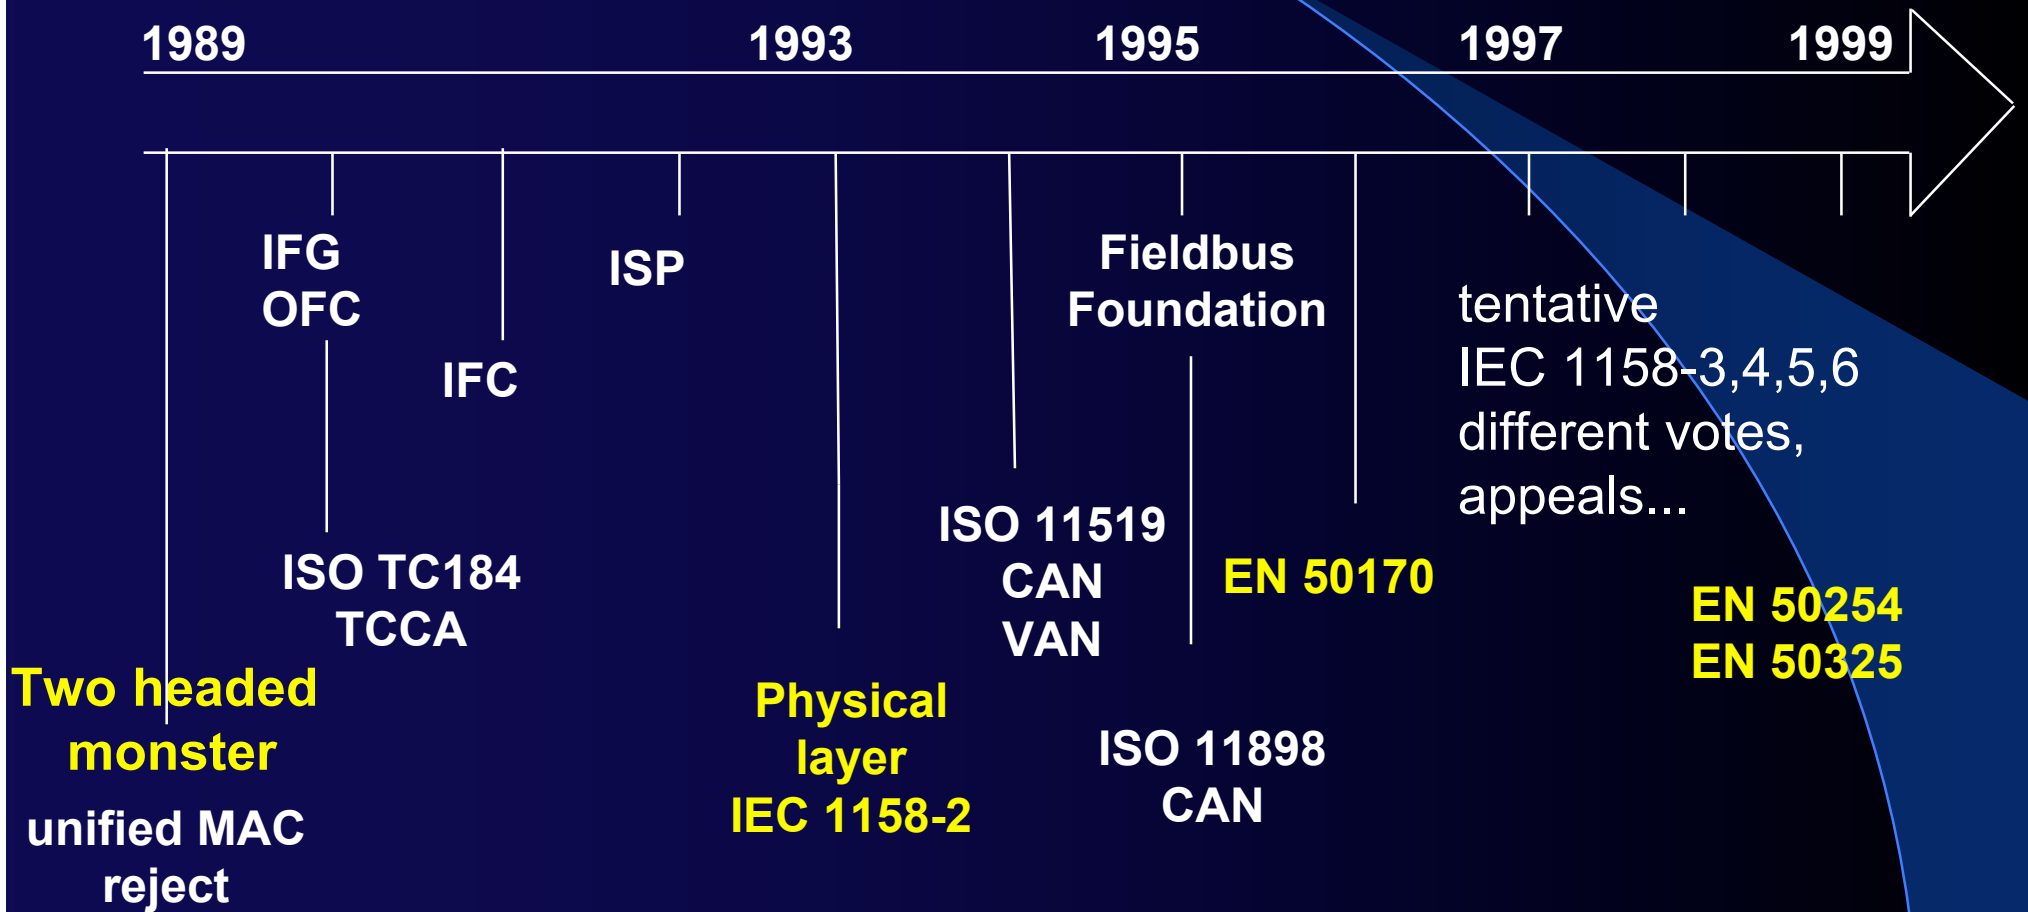 1989
1993
1995
1997
1999
IFG
OFC
ISO TC184
TCCA
Two headed
monster
unified MAC
reject
IFC
ISP
Physical
layer
IEC 1158-2
ISO 11519
CAN
VAN
Fieldbus
Foundation
ISO 11898
CAN
EN 50170
tentative
IEC 1158-3,4,5,6
different votes,
appeals...
EN 50254
EN 50325